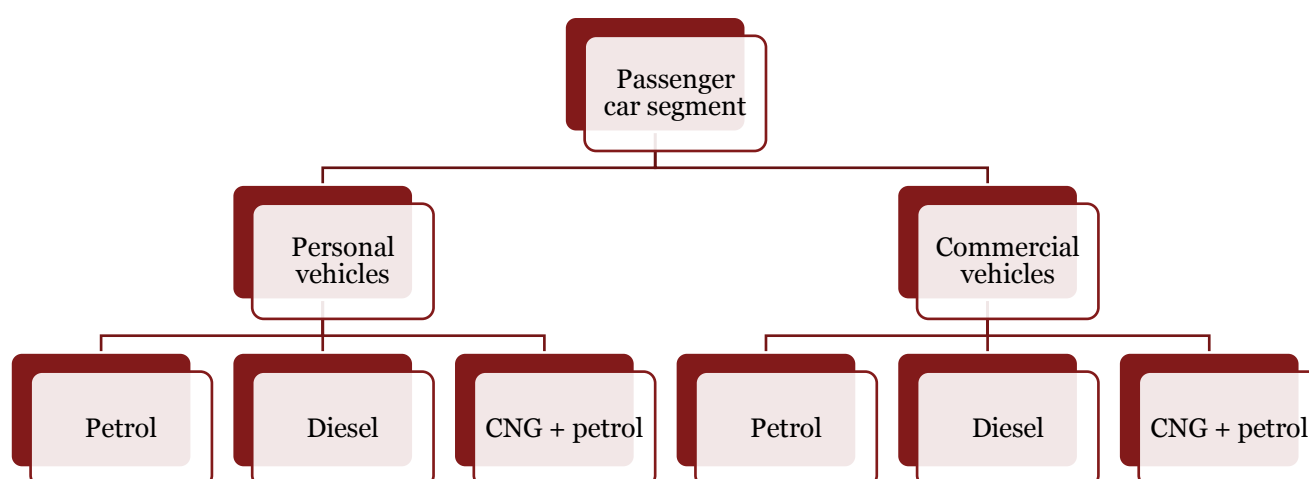 Passenger
car segment
Personal
vehicles
Commercial
vehicles
Petrol
Diesel
CNG + petrol
Petrol
Diesel
CNG + petrol